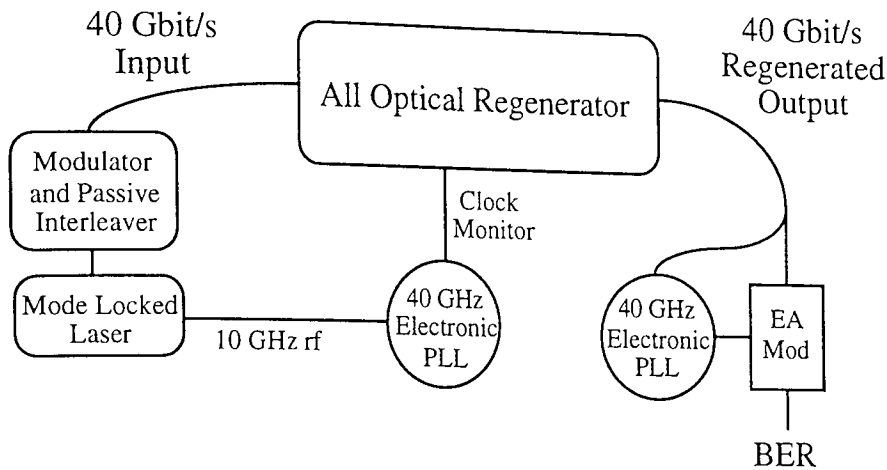 40 Gbit/s
Input
All Optical Regenerator
40 Gbit/s
Regenerated
Output
Modulator
and Passive
Interleaver
Clock
Monitor
Mode Locked
Laser
10 GHz rf
40 GHz
Electronic
PLL
40 GHz
Electronic
PLL
EA
Mod
BER